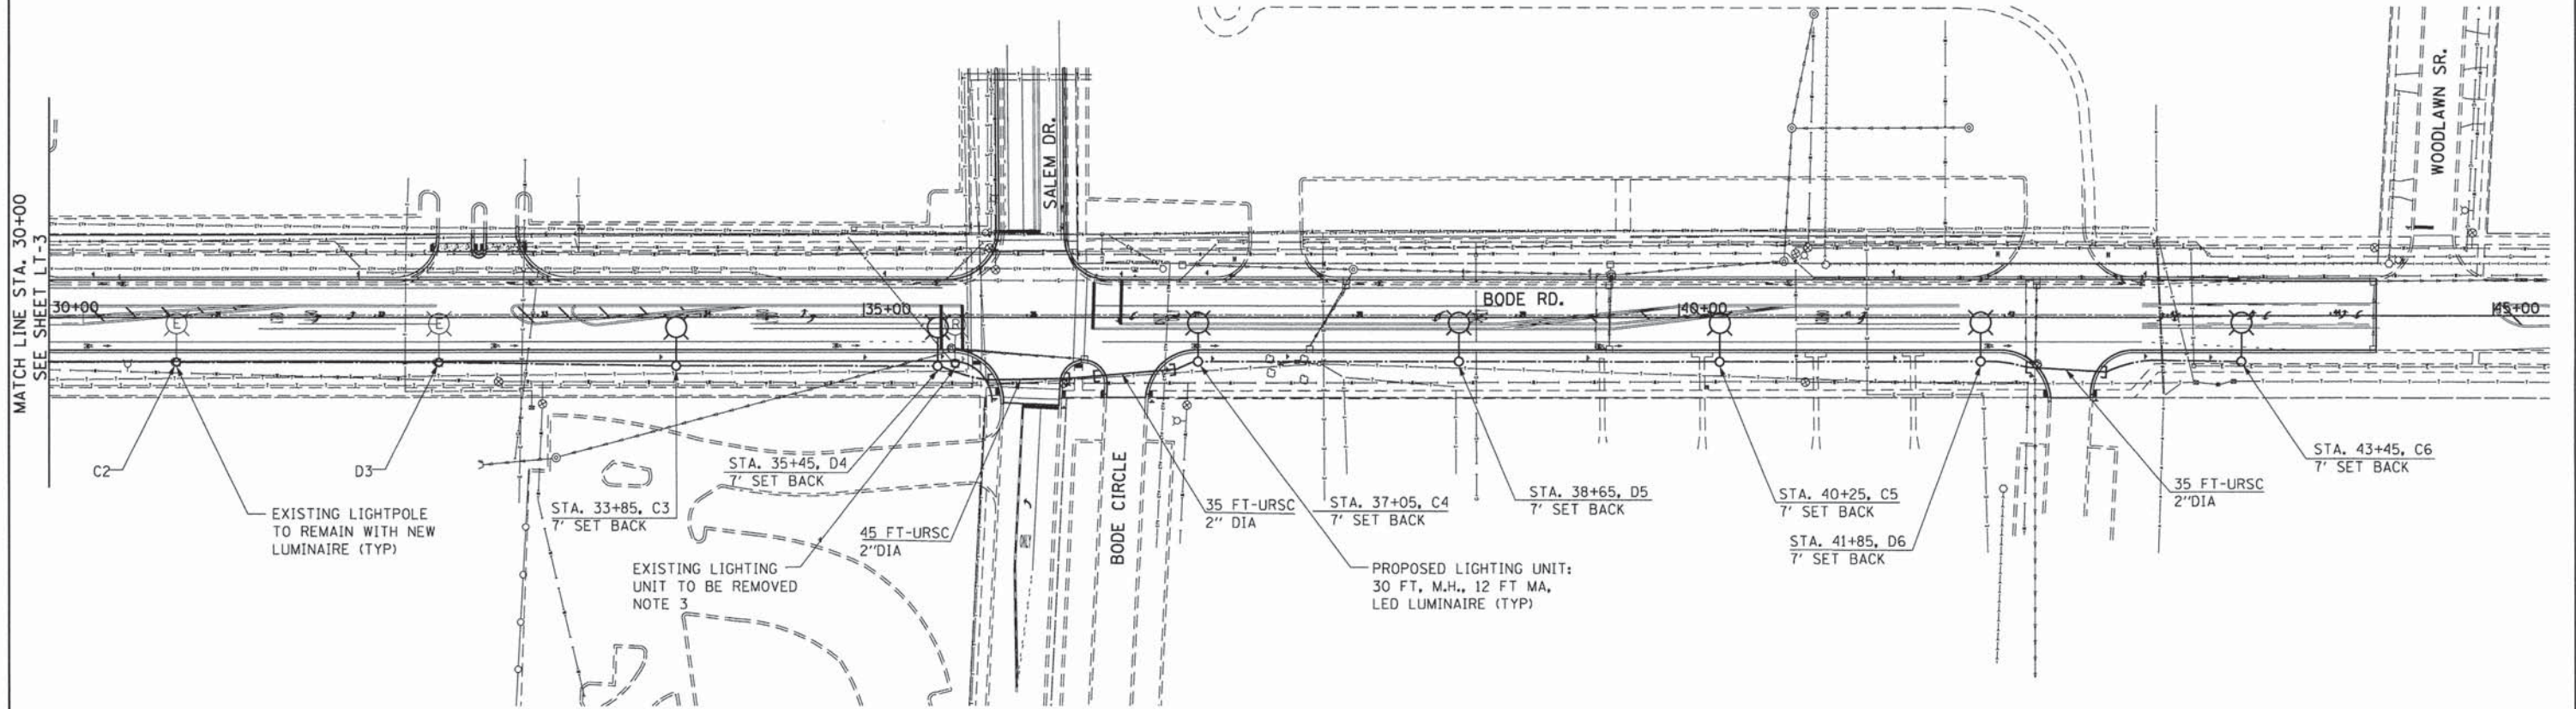 MATCH LINE STA. 30+00
SEE SHEET LT-3
SALEM DR.
WOODLAWN SR.
30+00
35+00
BODE RD.
40+00
45+00
E
E
R
C2
D3
EXISTING LIGHTPOLE
TO REMAIN WITH NEW
LUMINAIRE (TYP)
STA. 33+85, C3
7' SET BACK
STA. 35+45, D4
7' SET BACK
EXISTING LIGHTING
UNIT TO BE REMOVED
NOTE 3
45 FT-URSC
2"DIA
ONLY
BODE CIRCLE
35 FT-URSC
2" DIA
STA. 37+05, C4
7' SET BACK
PROPOSED LIGHTING UNIT:
30 FT, M.H., 12 FT MA,
LED LUMINAIRE (TYP)
STA. 38+65, D5
7' SET BACK
STA. 40+25, C5
7' SET BACK
STA. 41+85, D6
7' SET BACK
35 FT-URSC
2"DIA
STA. 43+45, C6
7' SET BACK